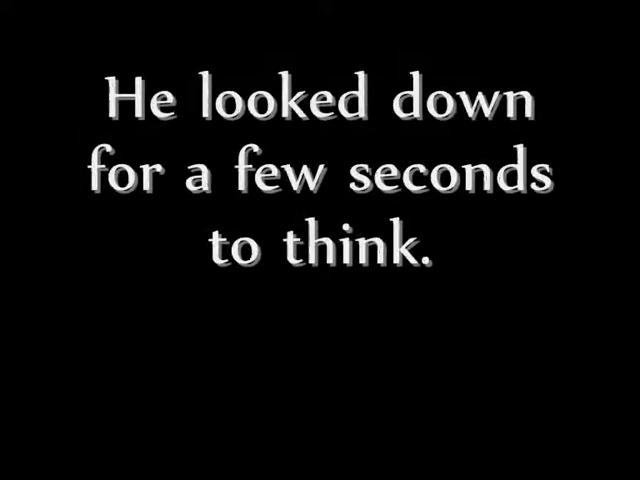 He looked down
for a few seconds
to think.